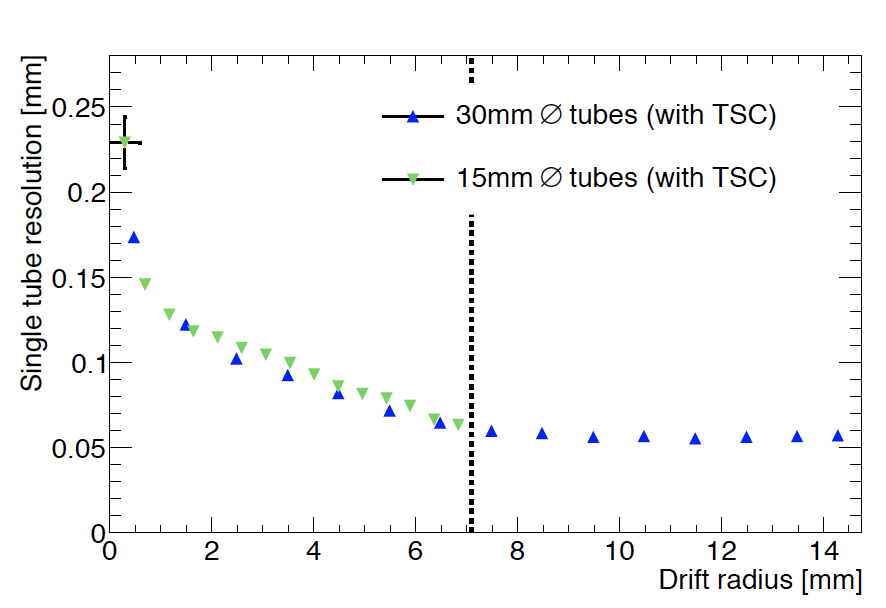 Single tube resolution [mm]
0.25
0.2
0.15
0.1
0.05
0
30mm ∅ tubes (with TSC)
15mm ∅ tubes (with TSC)
0 2 4 6 8 10 12 14
Drift radius [mm]